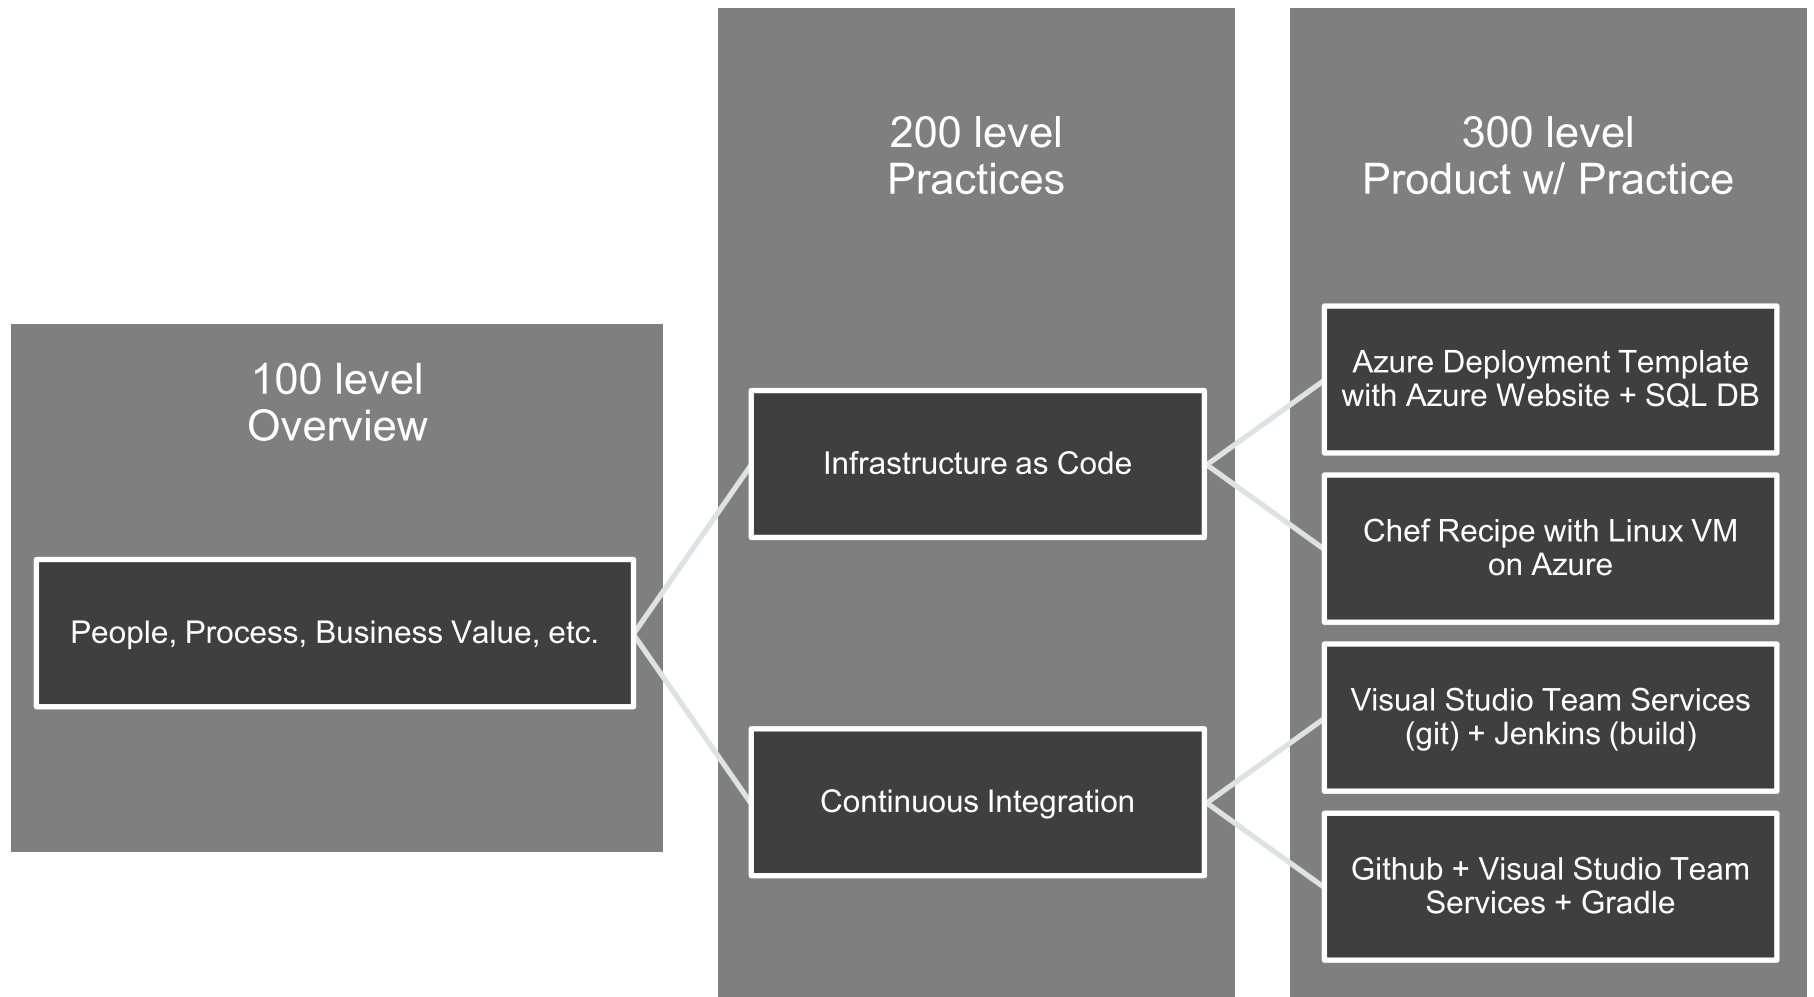 100 level
Overview
People, Process, Business Value, etc.
200 level
Practices
Infrastructure as Code
Continuous Integration
300 level
Product w/ Practice
Azure Deployment Template
with Azure Website + SQL DB
Chef Recipe with Linux VM
on Azure
Visual Studio Team Services
(git) + Jenkins (build)
Github + Visual Studio Team
Services + Gradle